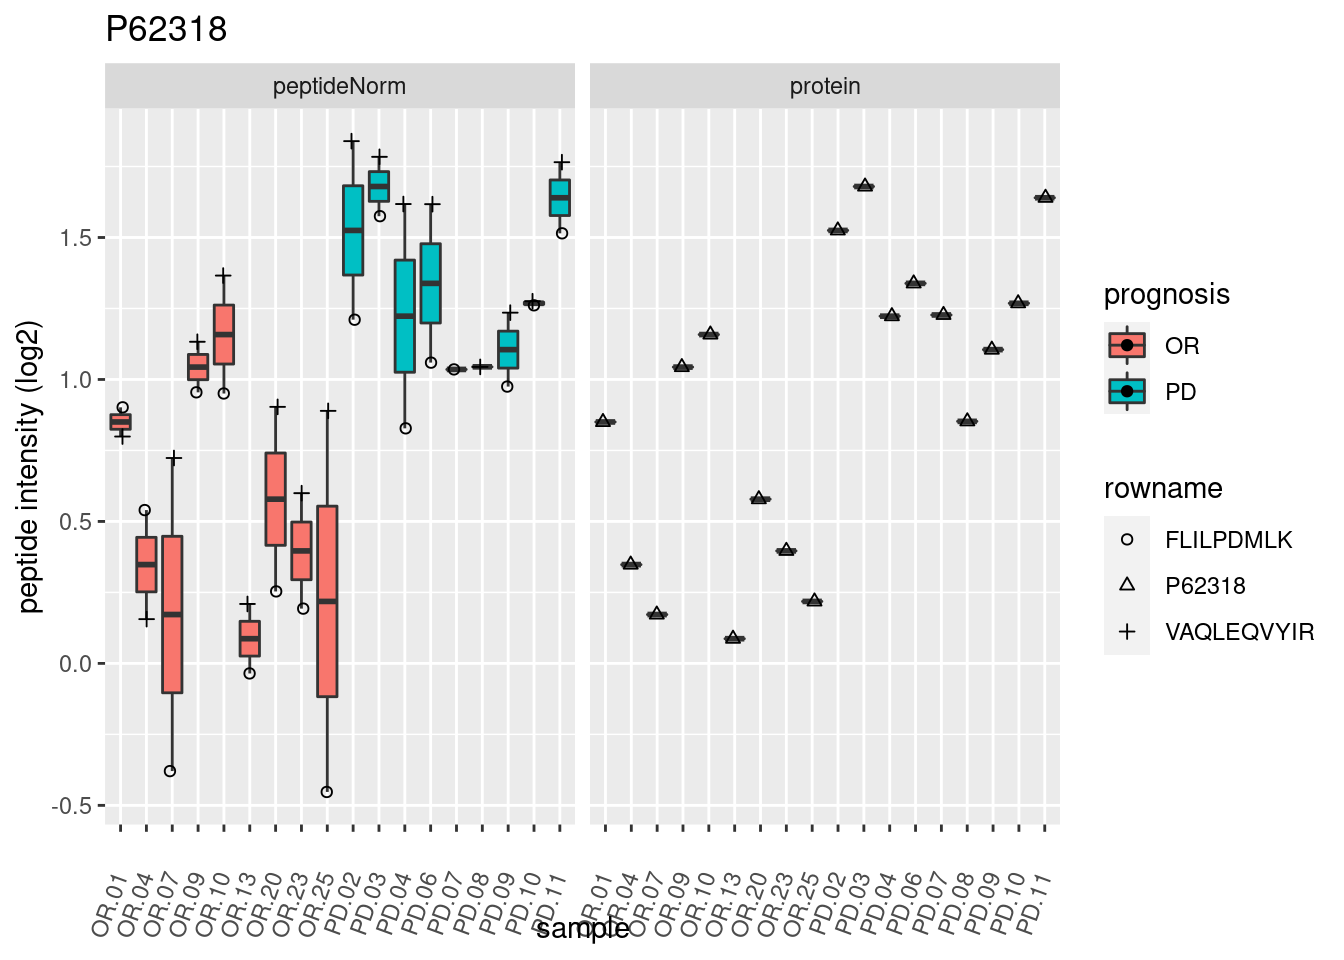 P62318
peptideNorm
protein
peptide intensity (log2)
1.5
1.0
0.5
0.0
-0.5
OR.01 OR.04 OR.07 OR.09 OR.10 OR.13 OR.20 OR.23 OR.25 PD.02 PD.03 PD.04 PD.06 PD.07 PD.08 PD.09 PD.10 PD.11
OR.01 OR.04 OR.07 OR.09 OR.10 OR.13 OR.20 OR.23 OR.25 PD.02 PD.03 PD.04 PD.06 PD.07 PD.08 PD.09 PD.10 PD.11
sample
prognosis
OR
PD
rowname
FLILPDMLK
P62318
VAQLEQVYIR